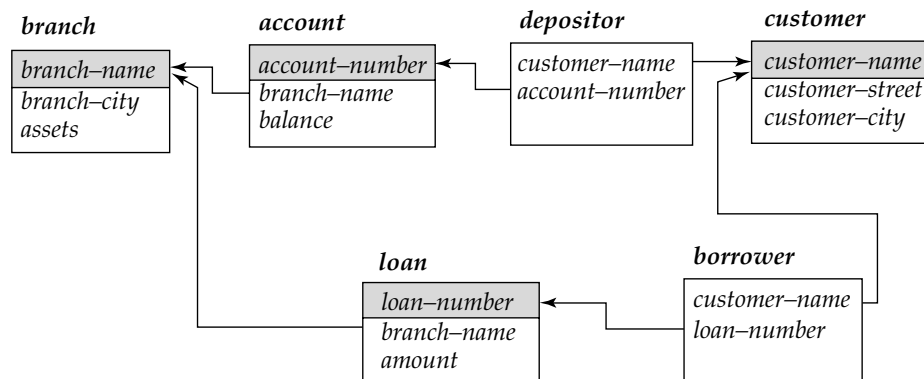 branch
branch–name
branch–city
assets
account
account–number
branch–name
balance
depositor
customer–name
account–number
customer
customer–name
customer–street
customer–city
loan
loan–number
branch–name
amount
borrower
customer–name
loan–number